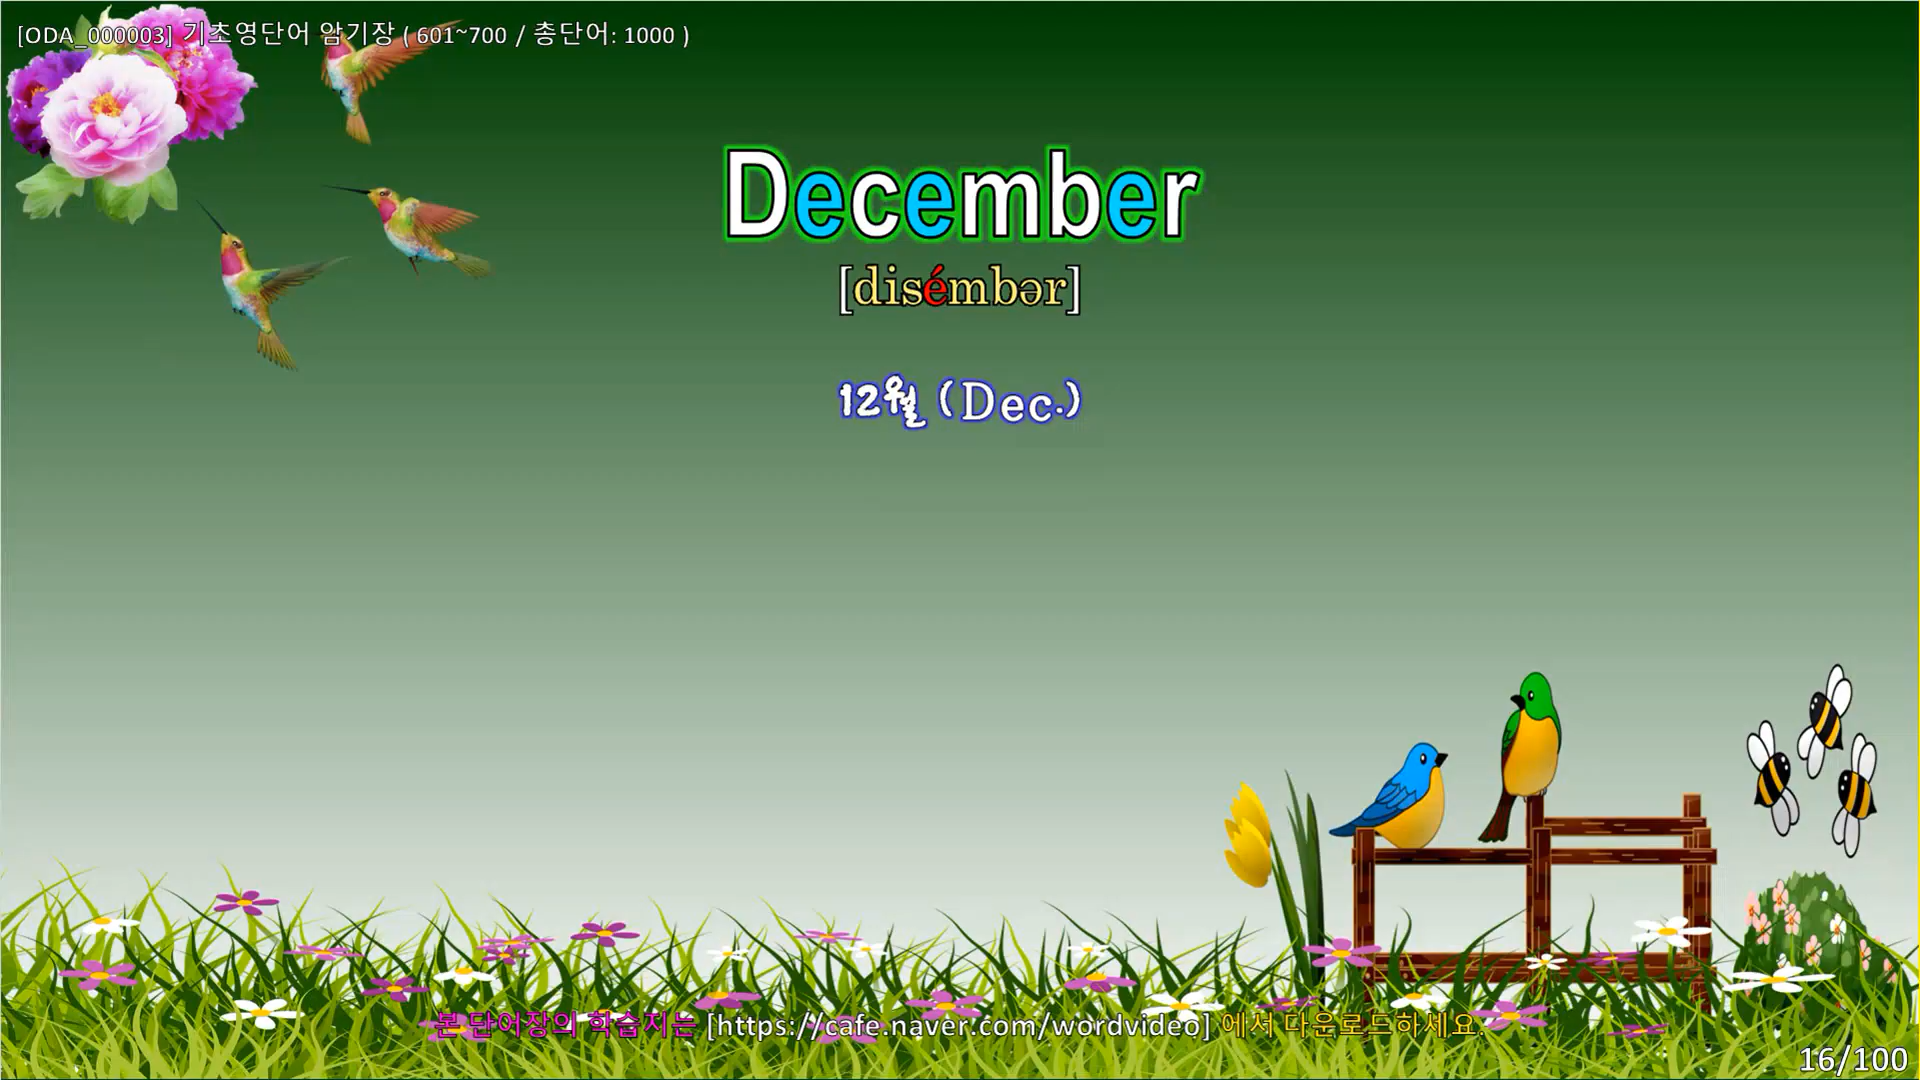 [ODA_000003] 기초영단어 암기장 ( 601~700 / 총단어: 1000 )
December
[disémbər]
12월 (Dec.)
본 단어장의 학습지는 [https://cafe.naver.com/wordvideo] 에서 다운로드하세요.
16/100